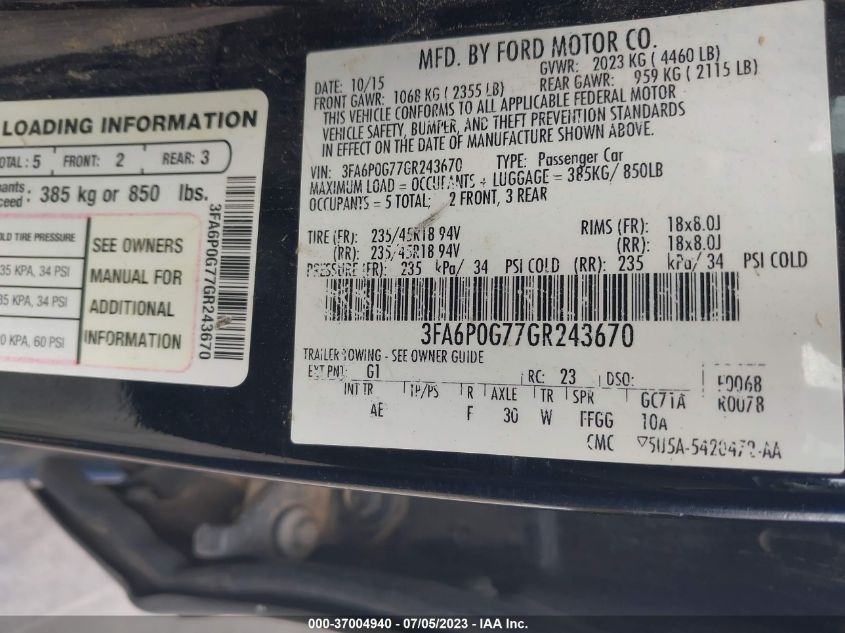 LOADING INFORMATION
OTAL: 5 FRONT: 2 REAR: 3
pants
ceed: 385 kg or 850 lbs.
OLD TIRE PRESSURE
35 KPA, 34 PSI
35 KPA, 34 PSI
0 KPA, 60 PSI
SEE OWNERS
MANUAL FOR
ADDITIONAL
INFORMATION
3FA6P0G77GR243670
MFD. BY FORD MOTOR CO.
DATE: 10/15 GVWR: 2023 KG ( 4460 LB)
FRONT GAWR: 1068 KG ( 2355 LB) REAR GAWR: 959 KG ( 2115 LB)
THIS VEHICLE CONFORMS TO ALL APPLICABLE FEDERAL MOTOR
VEHICLE SAFETY, BUMPER, AND THEFT PREVENTION STANDARDS
IN EFFECT ON THE DATE OF MANUFACTURE SHOWN ABOVE.
VIN: 3FA6P0G77GR243670 TYPE: Passenger Car
MAXIMUM LOAD = OCCUPANTS + LUGGAGE = 385KG/ 850LB
OCCUPANTS = 5 TOTAL; 2 FRONT, 3 REAR
TIRE (FR): 235/45R18 94V RIMS (FR): 18x8.0J
(RR): 235/45R18 94V (RR): 18x8.0J
PRESSURE (FR): 235 kPa/ 34 PSI COLD (RR): 235 kPa/ 34 PSI COLD
3FA6P0G77GR243670
TRAILER TOWING - SEE OWNER GUIDE
EXT PNT: G1 RC: 23 DSO: F0068
INT TR TP/PS R AXLE TR SPR GC71A R0078
AE F 30 W FFGG 10A
CMC
000-37004940 / 07/05/2023 - IAA Inc.